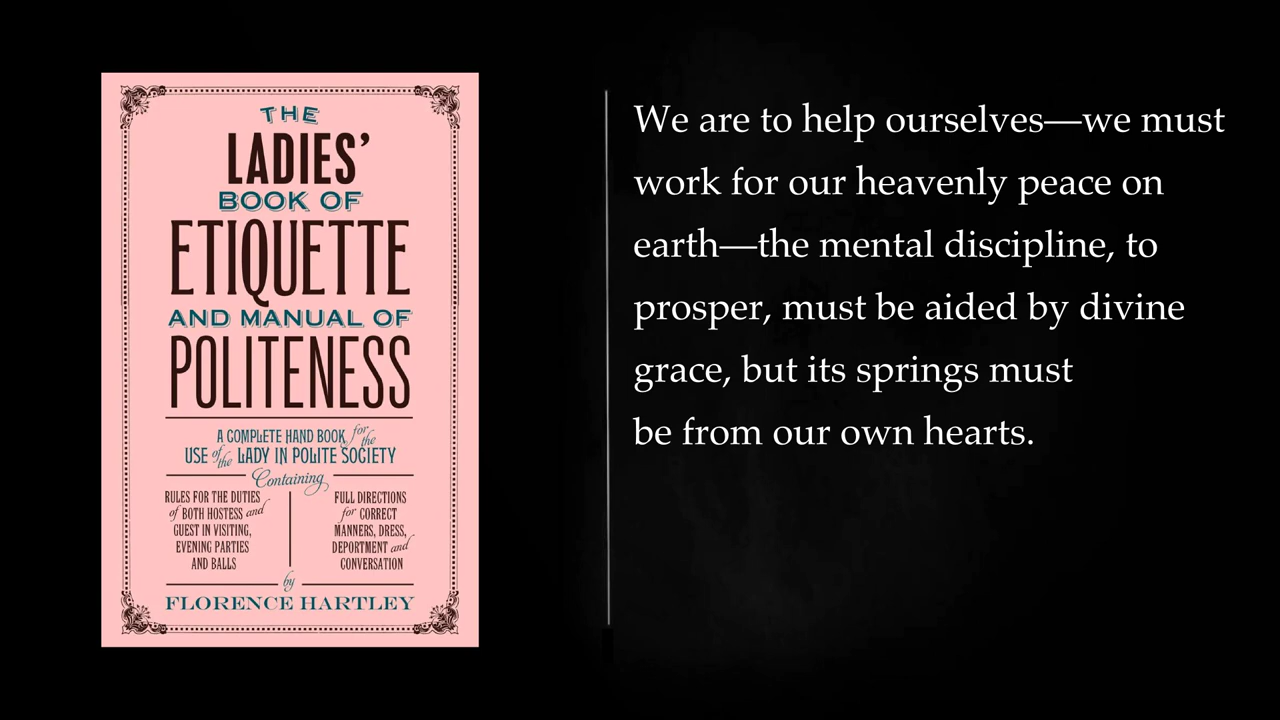 THE
LADIES'
BOOK OF
ETIQUETTE
AND MANUAL OF
POLITENESS
A COMPLETE HAND BOOK for the
USE of the LADY IN POLITE SOCIETY
Containing
RULES FOR THE DUTIES
of BOTH HOSTESS and
GUEST IN VISITING,
EVENING PARTIES
AND BALLS
FULL DIRECTIONS
for CORRECT
MANNERS, DRESS,
DEPORTMENT and
CONVERSATION
by
FLORENCE HARTLEY
We are to help ourselves—we must
work for our heavenly peace on
earth—the mental discipline, to
prosper, must be aided by divine
grace, but its springs must
be from our own hearts.